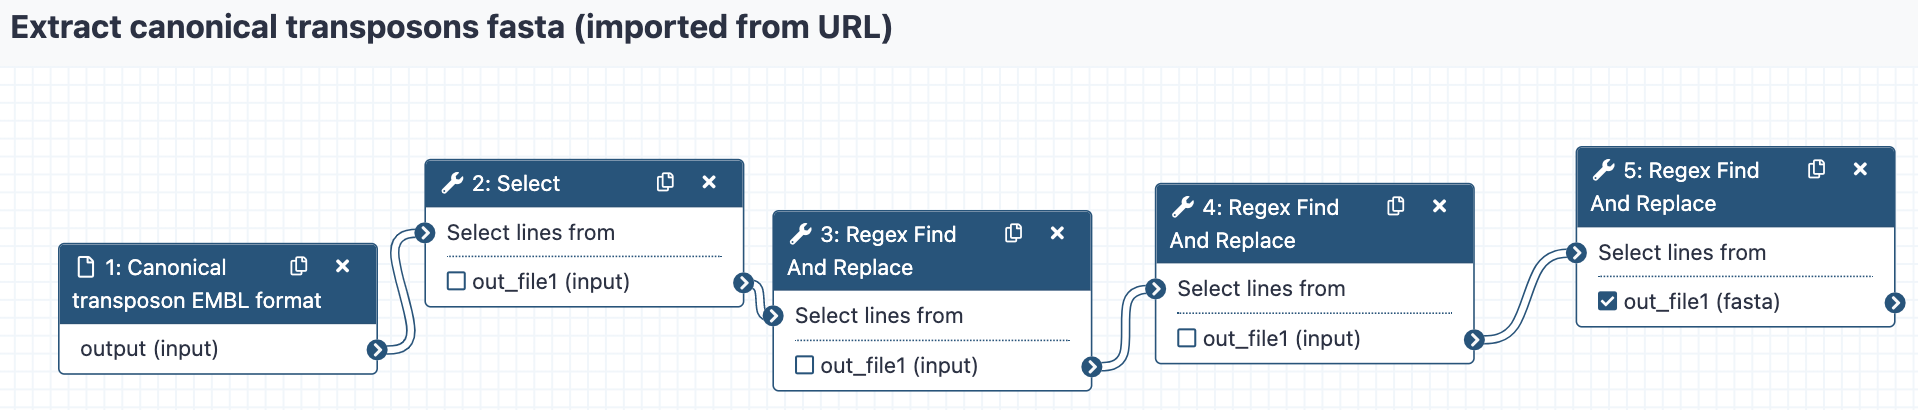 Extract canonical transposons fasta (imported from URL)
1: Canonical
transposon EMBL format
output (input)
2: Select
Select lines from
out_file1 (input)
3: Regex Find
And Replace
Select lines from
out_file1 (input)
4: Regex Find
And Replace
Select lines from
out_file1 (input)
5: Regex Find
And Replace
Select lines from
out_file1 (fasta)